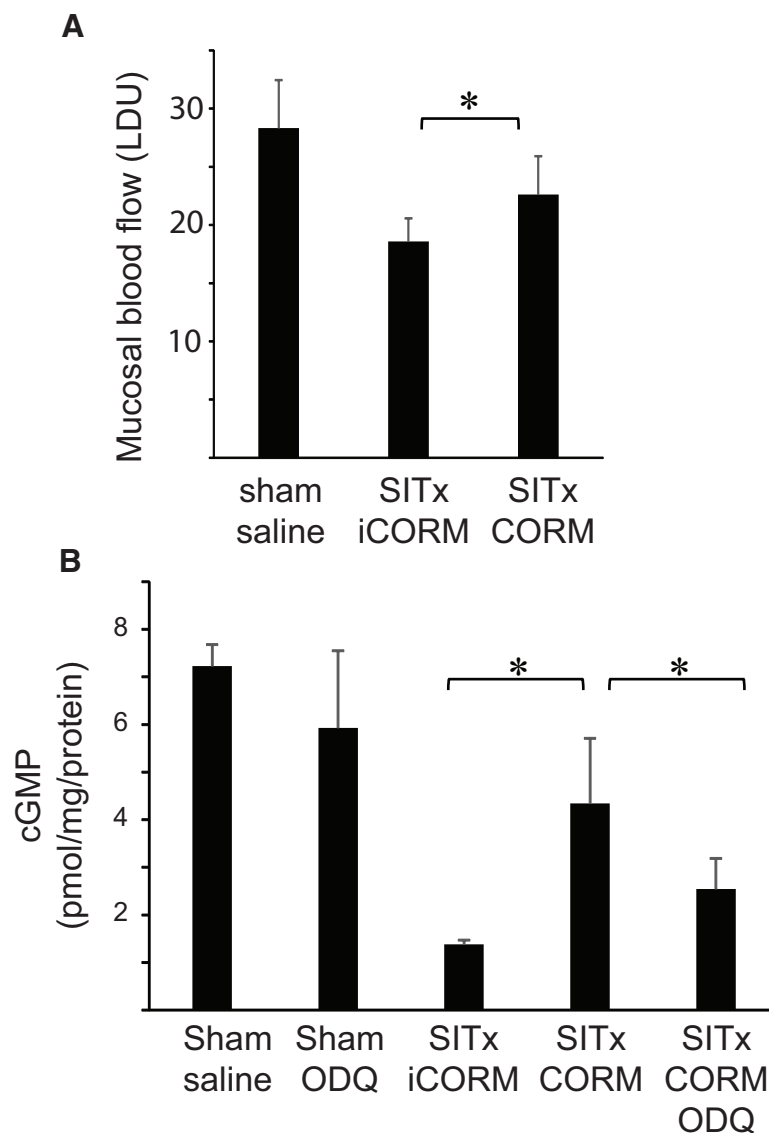 A
Mucosal blood flow (LDU)
30
20
10
*
sham
saline
SITx
iCORM
SITx
CORM
B
cGMP
(pmol/mg/protein)
8
6
4
2
*
*
Sham
saline
Sham
ODQ
SITx
iCORM
SITx
CORM
SITx
CORM
ODQ